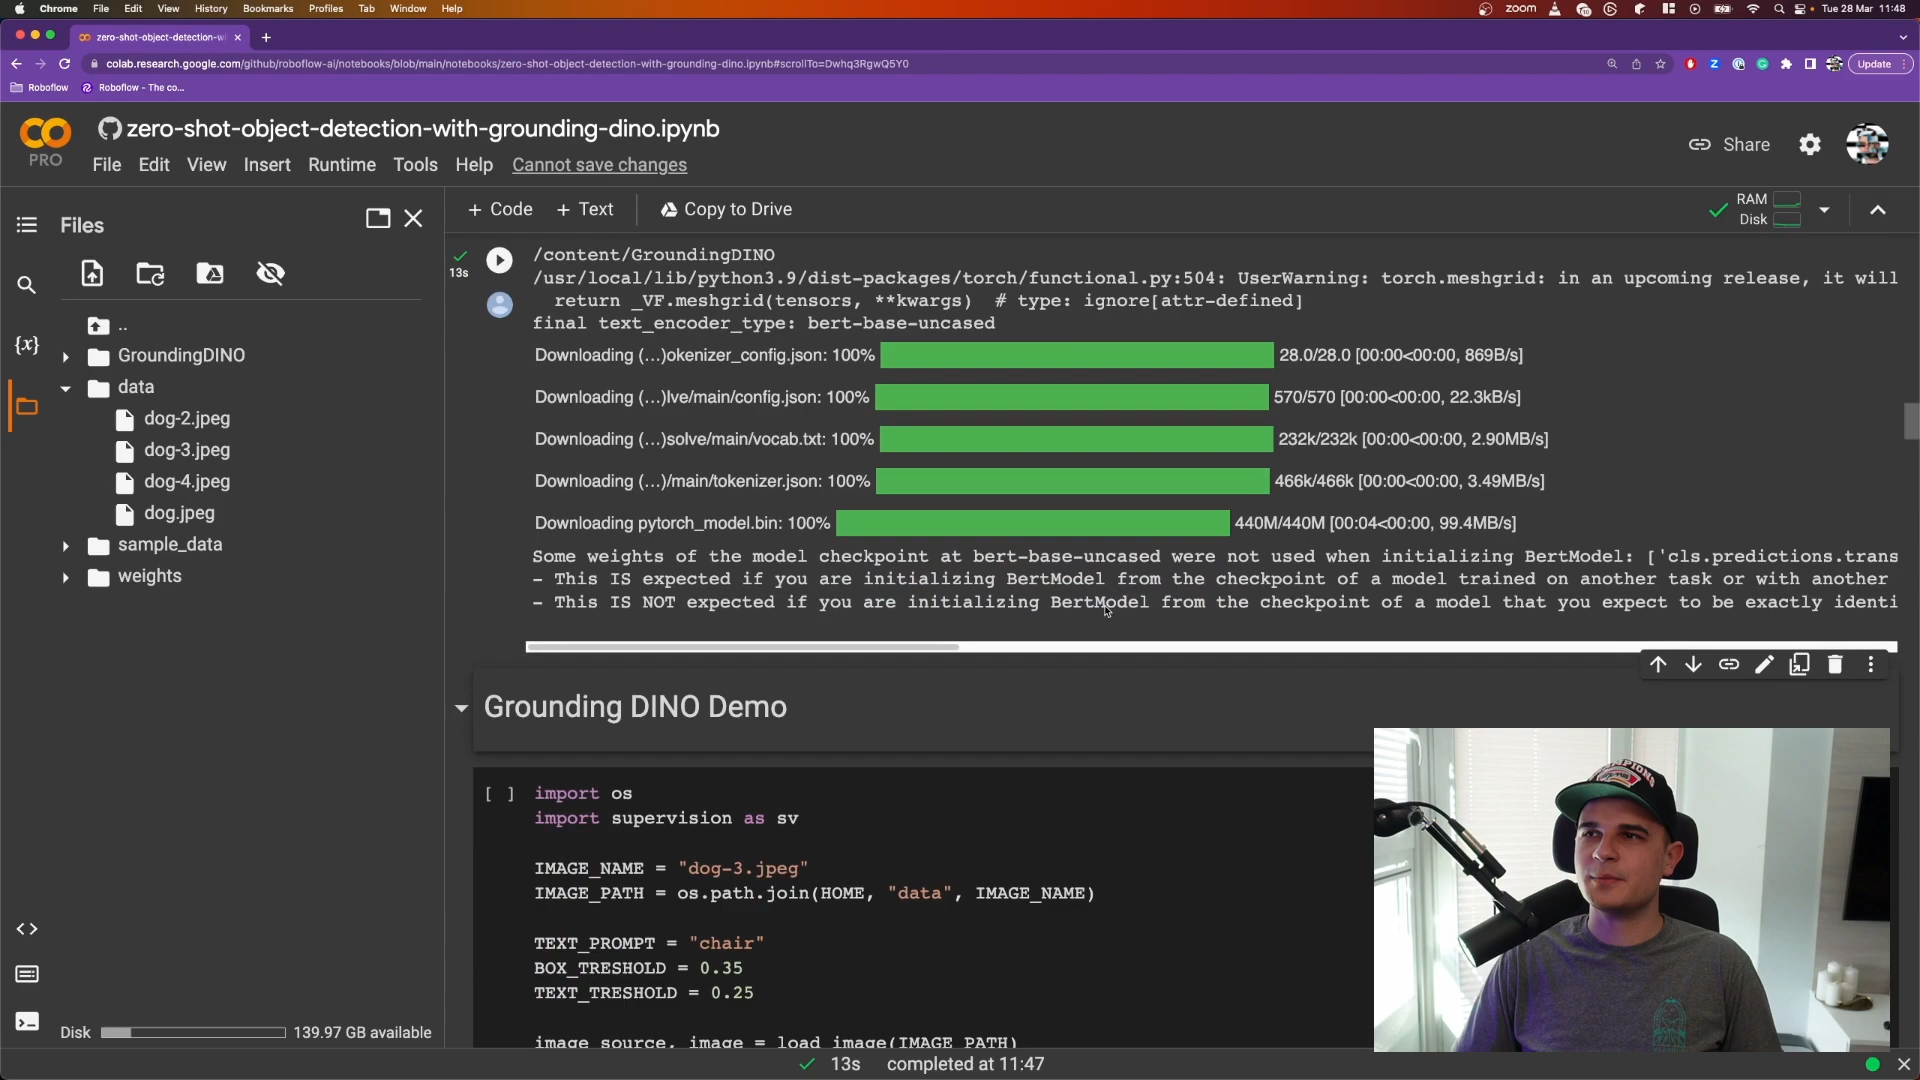 Chrome File Edit View History Bookmarks Profiles Tab Window Help
zoom
Tue 28 Mar 11:48
zero-shot-object-detection-wi
colab.research.google.com/github/roboflow-ai/notebooks/blob/main/notebooks/zero-shot-object-detection-with-grounding-dino.ipynb#scrollTo=Dwhq3RgwQ5Y0
Update
Roboflow Roboflow - The co...
zero-shot-object-detection-with-grounding-dino.ipynb
PRO
File Edit View Insert Runtime Tools Help Cannot save changes
Share
Files
+ Code + Text Copy to Drive
RAM
Disk
..
GroundingDINO
data
dog-2.jpeg
dog-3.jpeg
dog-4.jpeg
dog.jpeg
sample_data
weights
{x}
Disk 139.97 GB available
13s
/content/GroundingDINO
/usr/local/lib/python3.9/dist-packages/torch/functional.py:504: UserWarning: torch.meshgrid: in an upcoming release, it will
return _VF.meshgrid(tensors, **kwargs)  # type: ignore[attr-defined]
final text_encoder_type: bert-base-uncased
Downloading (…)okenizer_config.json: 100% 28.0/28.0 [00:00<00:00, 869B/s]
Downloading (…)lve/main/config.json: 100% 570/570 [00:00<00:00, 22.3kB/s]
Downloading (…)solve/main/vocab.txt: 100% 232k/232k [00:00<00:00, 2.90MB/s]
Downloading (…)/main/tokenizer.json: 100% 466k/466k [00:00<00:00, 3.49MB/s]
Downloading pytorch_model.bin: 100% 440M/440M [00:04<00:00, 99.4MB/s]
Some weights of the model checkpoint at bert-base-uncased were not used when initializing BertModel: ['cls.predictions.trans
- This IS expected if you are initializing BertModel from the checkpoint of a model trained on another task or with another
- This IS NOT expected if you are initializing BertModel from the checkpoint of a model that you expect to be exactly identi
Grounding DINO Demo
[ ]
import os
import supervision as sv
IMAGE_NAME = "dog-3.jpeg"
IMAGE_PATH = os.path.join(HOME, "data", IMAGE_NAME)
TEXT_PROMPT = "chair"
BOX_TRESHOLD = 0.35
TEXT_TRESHOLD = 0.25
image_source, image = load_image(IMAGE_PATH)
13s completed at 11:47